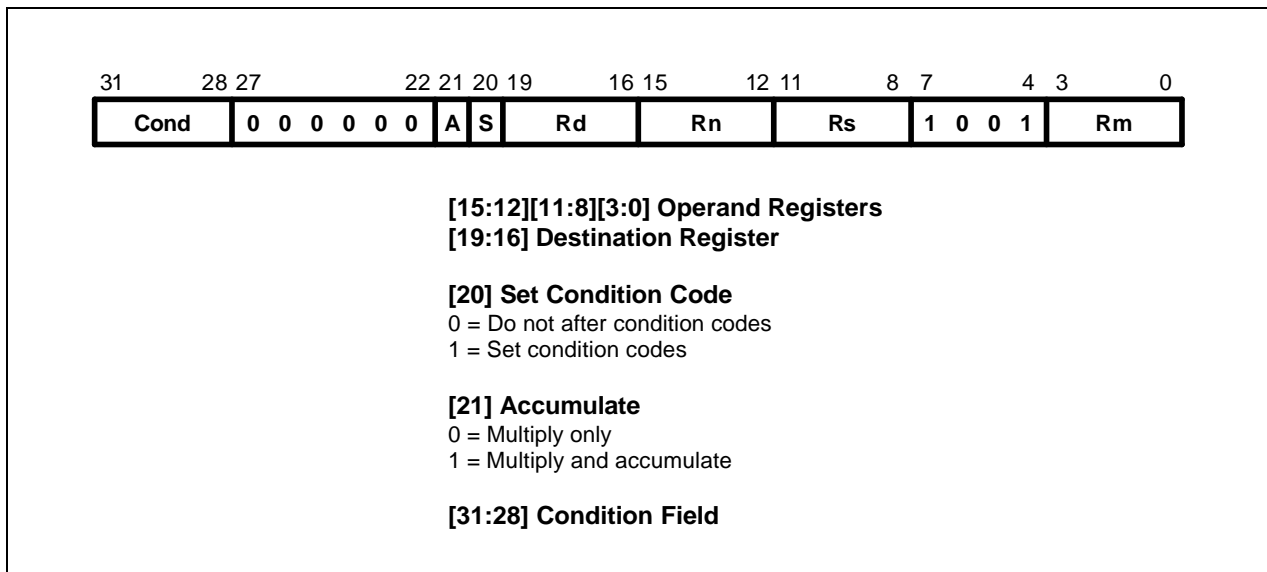 31 28 27 22 21 20 19 16 15 12 11 8 7 4 3 0
Cond 0 0 0 0 0 0 A S Rd Rn Rs 1 0 0 1 Rm
[15:12][11:8][3:0] Operand Registers
[19:16] Destination Register
[20] Set Condition Code
0 = Do not after condition codes
1 = Set condition codes
[21] Accumulate
0 = Multiply only
1 = Multiply and accumulate
[31:28] Condition Field